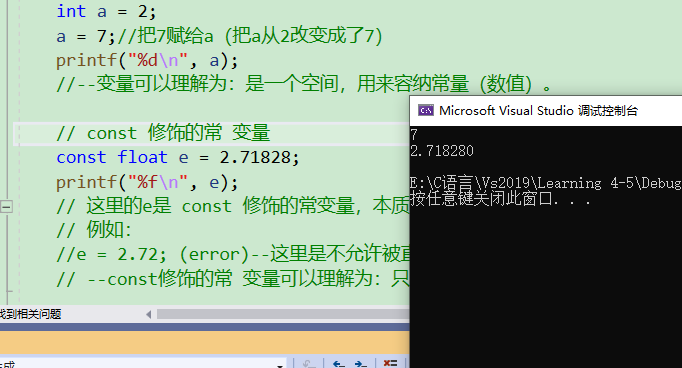 int a = 2;
a = 7;//把7赋给a（把a从2改变成了7）
printf("%d\n", a);
//--变量可以理解为：是一个空间，用来容纳常量（数值）。
// const 修饰的常 变量
const float e = 2.71828;
printf("%f\n", e);
// 这里的e是 const 修饰的常变量，本质
// 例如：
//e = 2.72; (error)--这里是不允许被直
// --const修饰的常 变量可以理解为：只
找到相关问题
Microsoft Visual Studio 调试控制台
7
2.718280
E:\C语言\Vs2019\Learning 4-5\Debug
按任意键关闭此窗口. . .